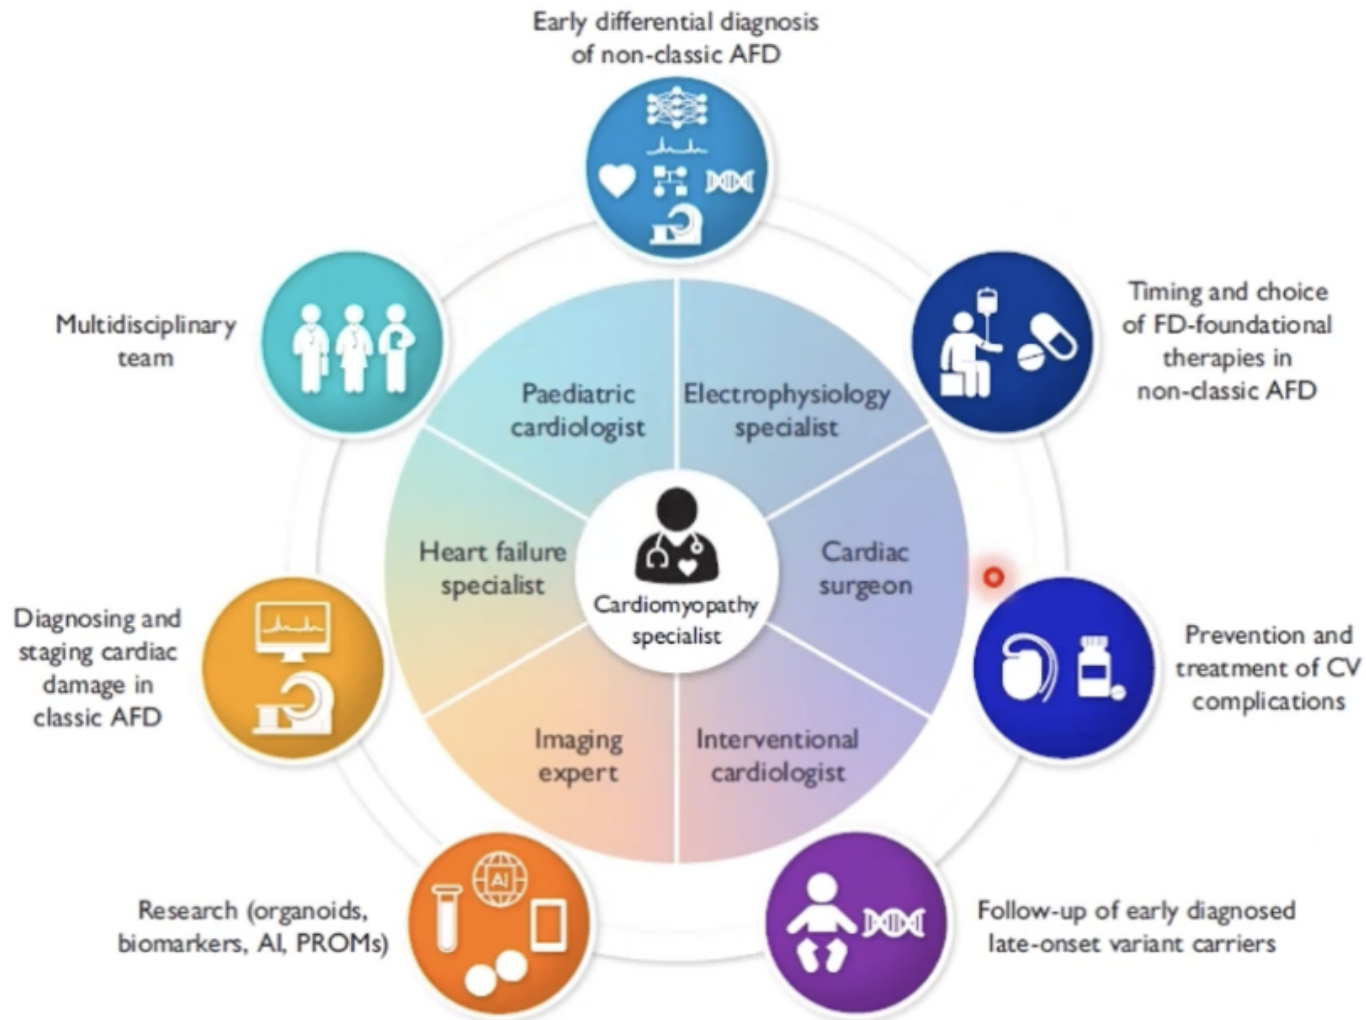 Early differential diagnosis
of non-classic AFD
Multidisciplinary
team
Timing and choice
of FD-foundational
therapies in
non-classic AFD
Paediatric
cardiologist
Electrophysiology
specialist
Heart failure
specialist
Cardiac
surgeon
Cardiomyopathy
specialist
Diagnosing and
staging cardiac
damage in
classic AFD
Prevention and
treatment of CV
complications
Imaging
expert
Interventional
cardiologist
AI
Research (organoids,
biomarkers, AI, PROMs)
Follow-up of early diagnosed
late-onset variant carriers